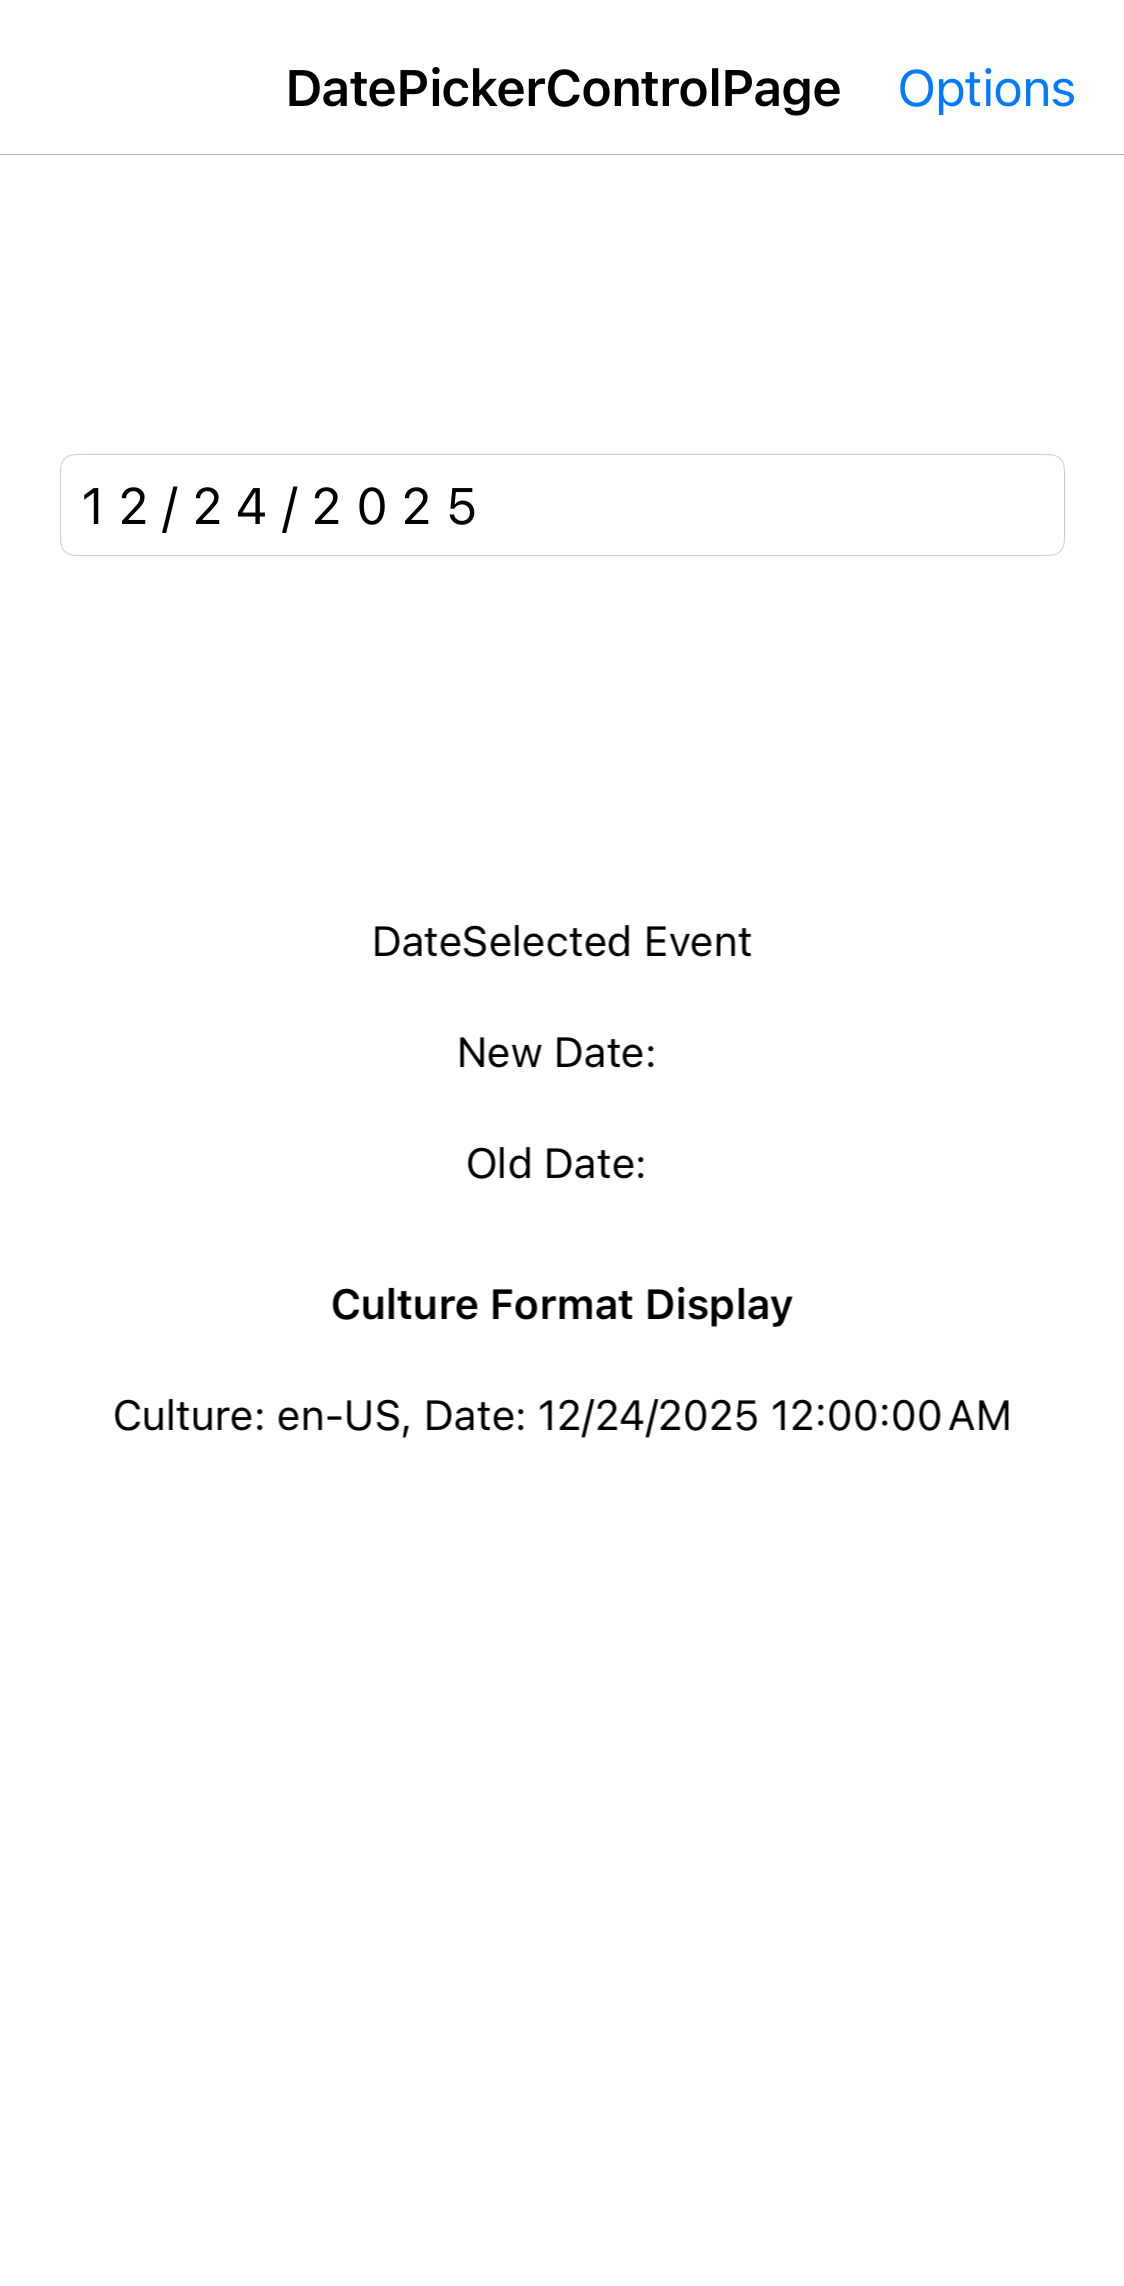 DatePickerControlPage Options
12/24/2025
DateSelected Event
New Date:
Old Date:
Culture Format Display
Culture: en-US, Date: 12/24/2025 12:00:00 AM